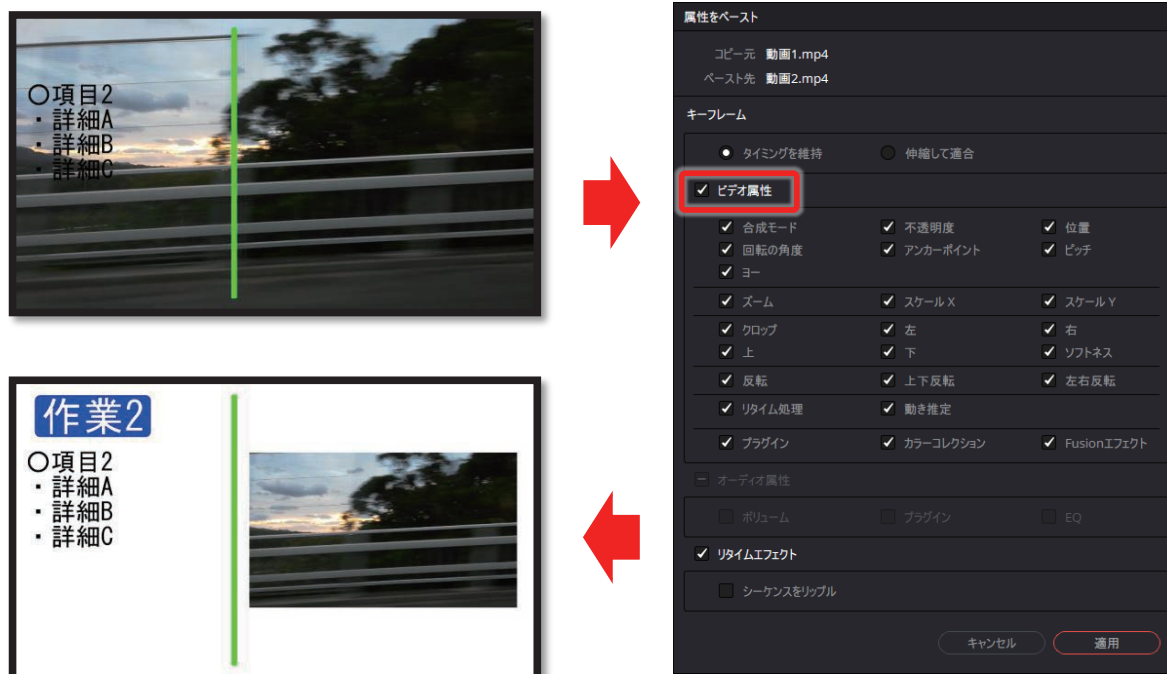 〇項目2
・詳細A
・詳細B
・詳細C
属性をペースト
コピー元 動画1.mp4
ペースト先 動画2.mp4
キーフレーム
タイミングを維持 伸縮して適合
ビデオ属性
合成モード 不透明度 位置
回転の角度 アンカーポイント ピッチ
ヨー
ズーム スケール X スケール Y
クロップ 左 右
上 下 ソフトネス
反転 上下反転 左右反転
リタイム処理 動き推定
プラグイン カラーコレクション Fusionエフェクト
オーディオ属性
ボリューム プラグイン EQ
リタイムエフェクト
シーケンスをリップル
キャンセル 適用
作業2
〇項目2
・詳細A
・詳細B
・詳細C